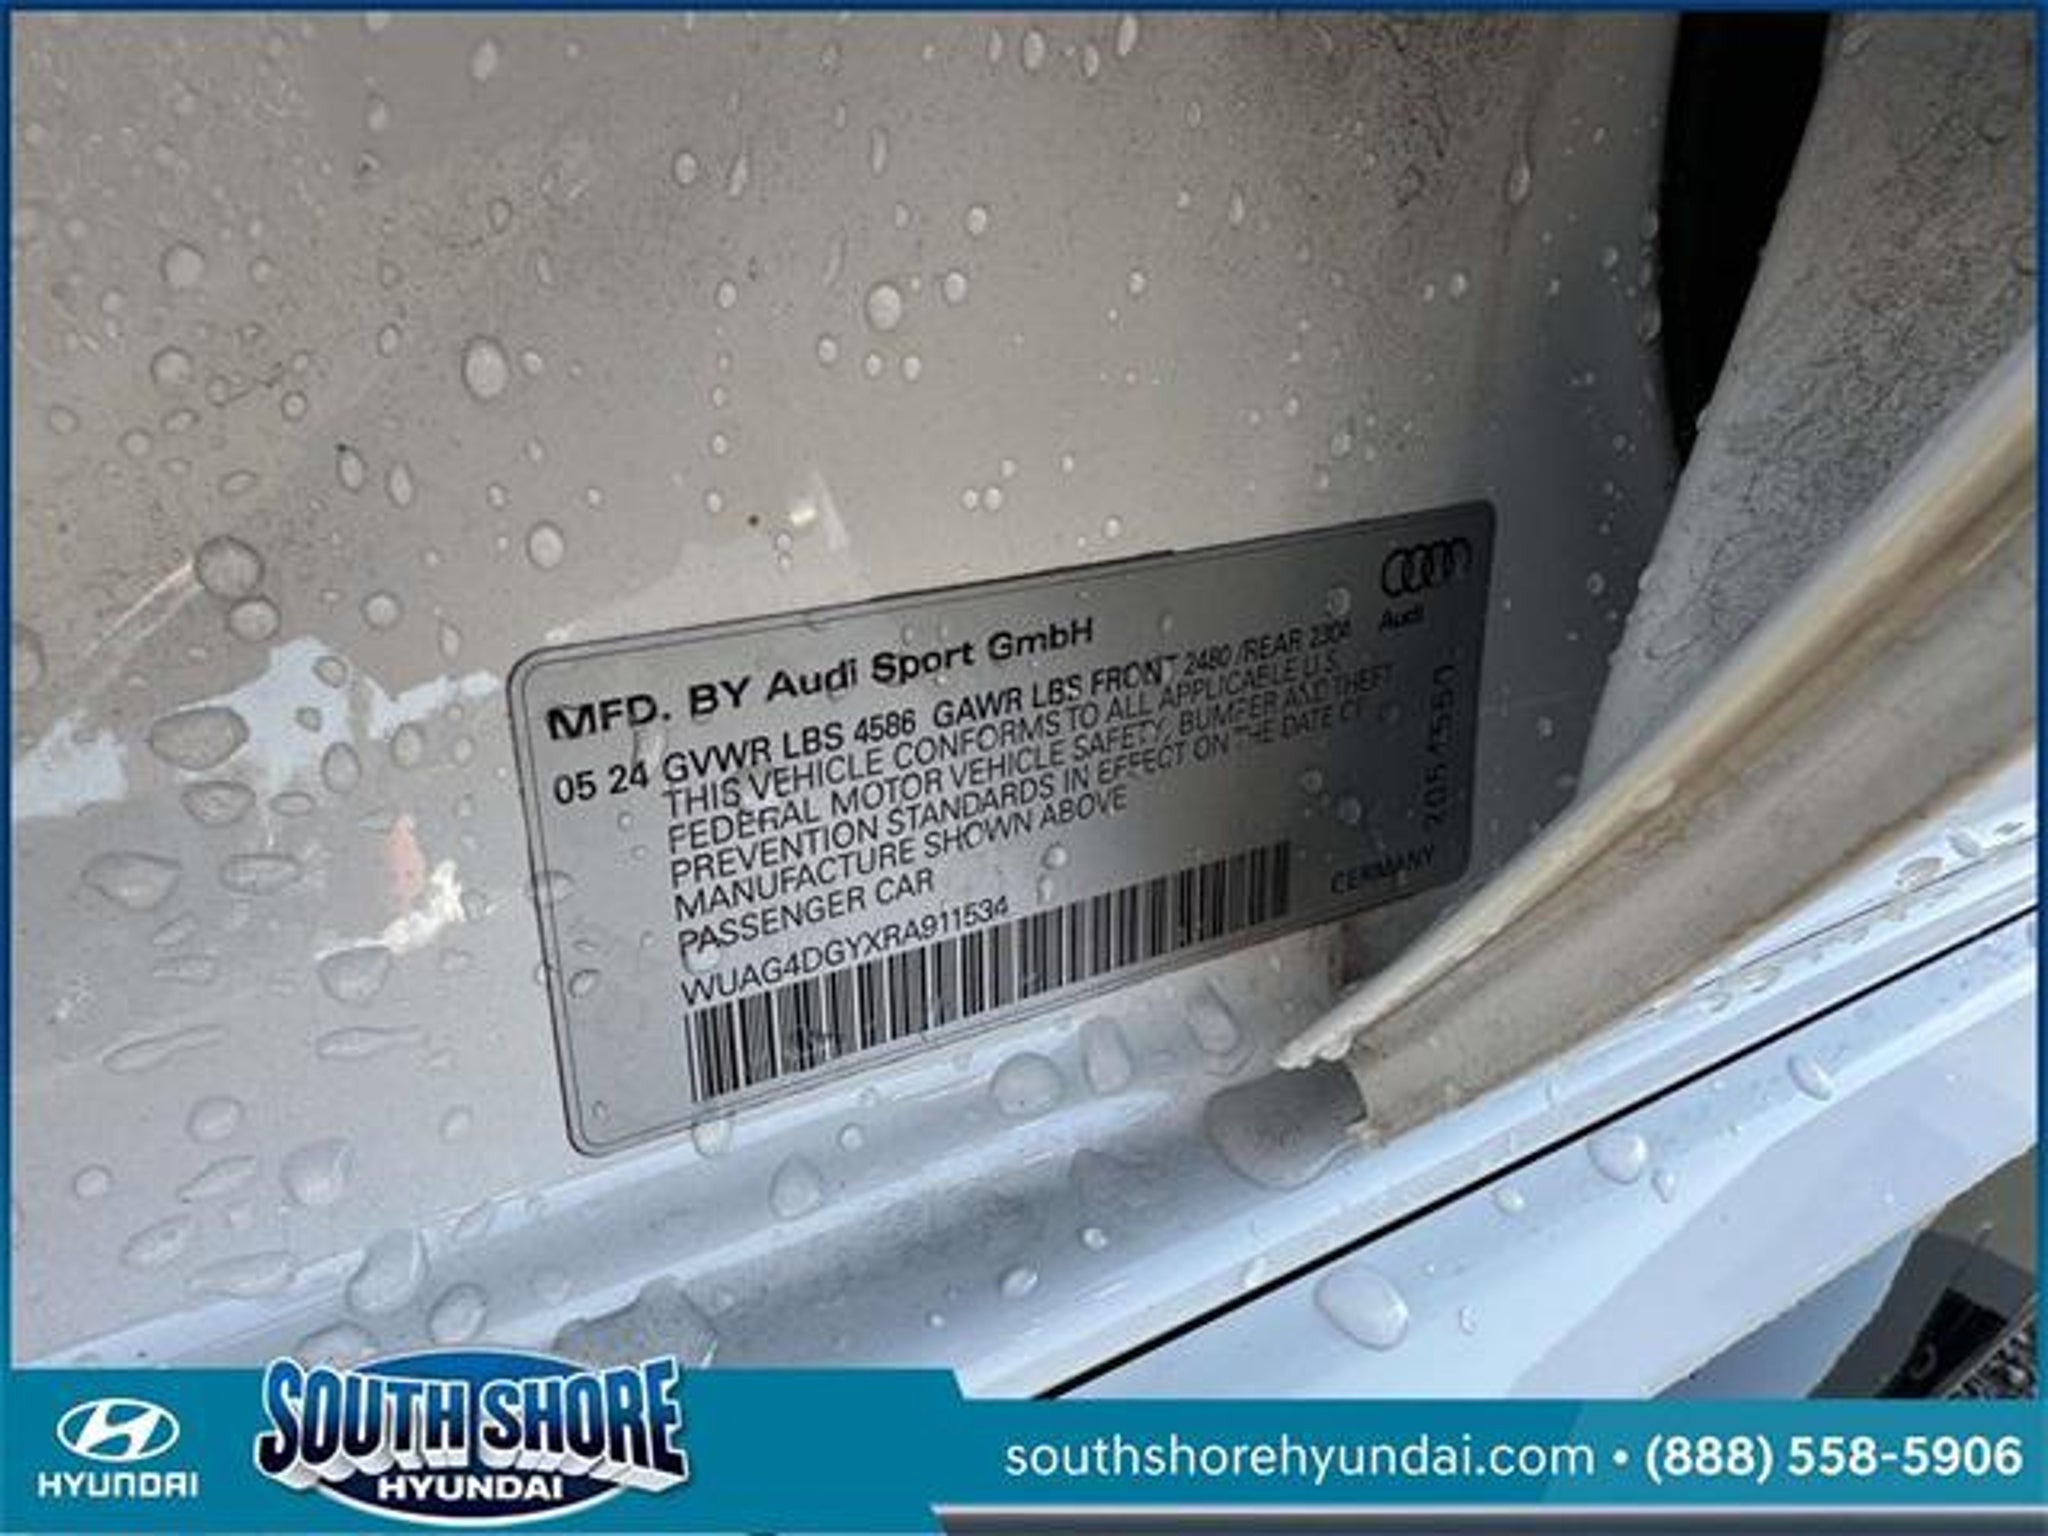 MFD. BY Audi Sport GmbH
Audi
05 24 GVWR LBS 4586 GAWR LBS FRONT 2480 /REAR 2304
THIS VEHICLE CONFORMS TO ALL APPLICABLE U.S.
FEDERAL MOTOR VEHICLE SAFETY, BUMPER AND THEFT
PREVENTION STANDARDS IN EFFECT ON THE DATE OF
MANUFACTURE SHOWN ABOVE
PASSENGER CAR
WUAG4DGYXRA911534
GERMANY
HYUNDAI
SOUTH SHORE
HYUNDAI
southshorehyundai.com • (888) 558-5906